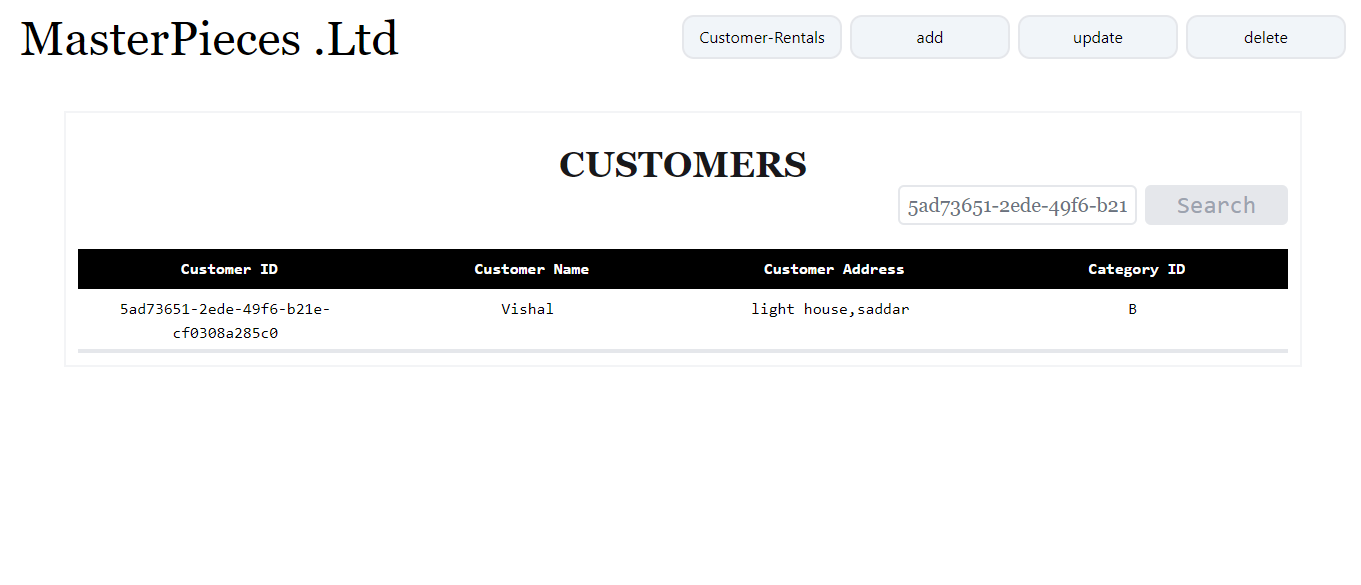 MasterPieces .Ltd
Customer-Rentals add update delete
CUSTOMERS
5ad73651-2ede-49f6-b21 Search
Customer ID Customer Name Customer Address Category ID
5ad73651-2ede-49f6-b21e- Vishal light house,saddar B
cf0308a285c0